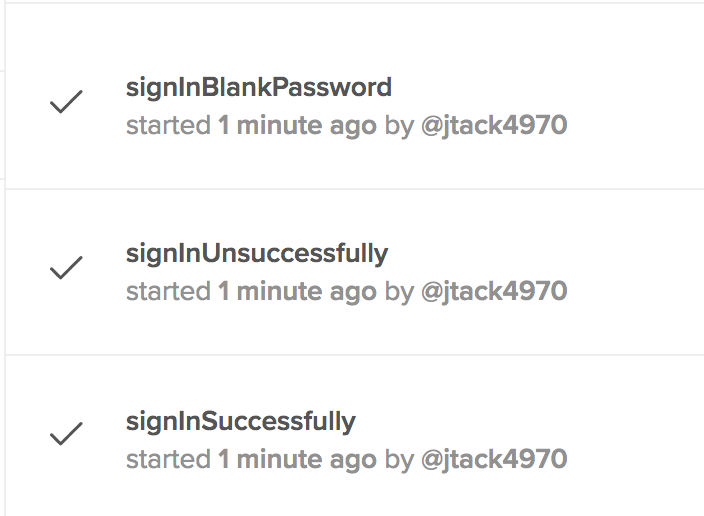 signInBlankPassword
started 1 minute ago by @jtack4970
signInUnsuccessfully
started 1 minute ago by @jtack4970
signInSuccessfully
started 1 minute ago by @jtack4970